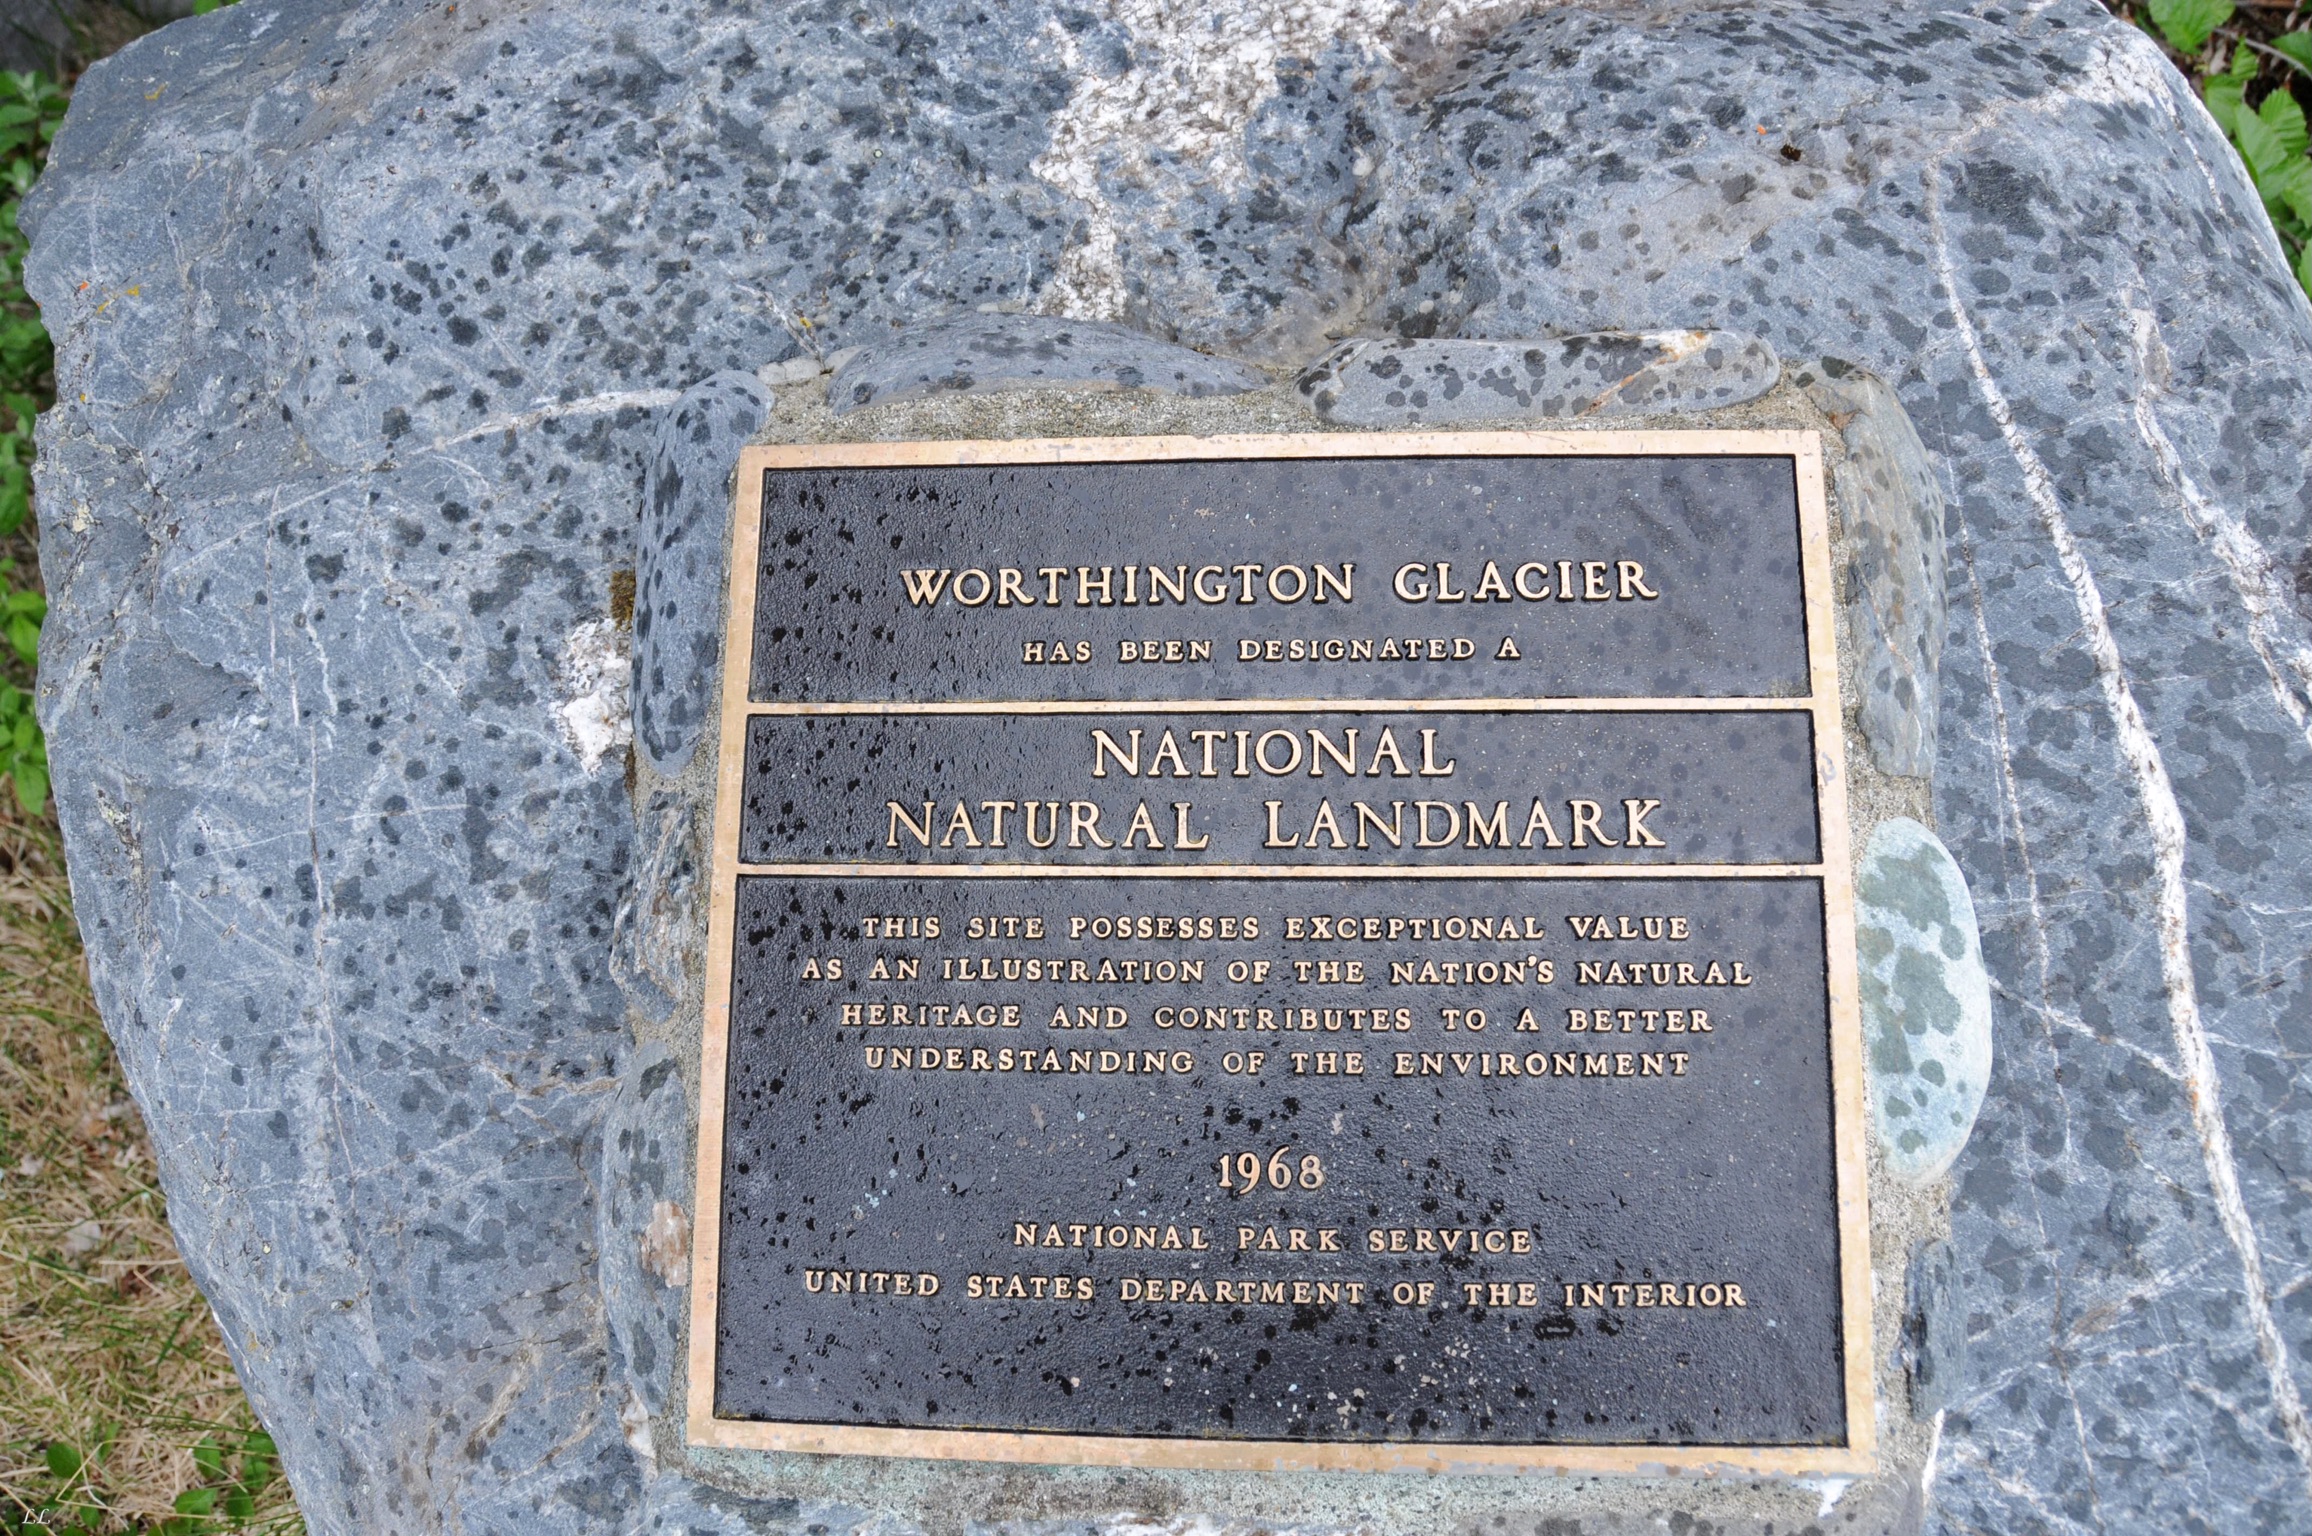 WORTHINGTON GLACIER
HAS BEEN DESIGNATED A
NATIONAL
NATURAL LANDMARK
THIS SITE POSSESSES EXCEPTIONAL VALUE
AS AN ILLUSTRATION OF THE NATION'S NATURAL
HERITAGE AND CONTRIBUTES TO A BETTER
UNDERSTANDING OF THE ENVIRONMENT
1968
NATIONAL PARK SERVICE
UNITED STATES DEPARTMENT OF THE INTERIOR
LL